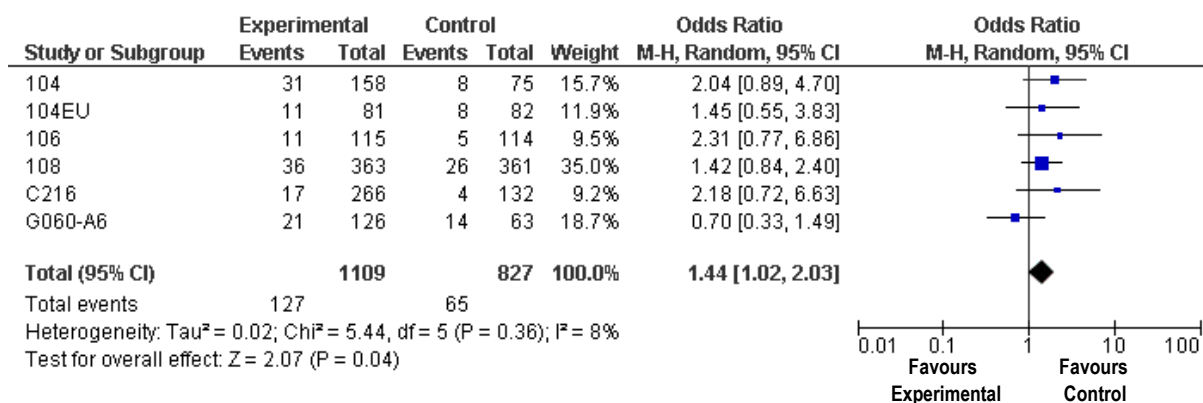 Experimental Control Odds Ratio Odds Ratio
Study or Subgroup Events Total Events Total Weight M-H, Random, 95% CI M-H, Random, 95% CI
104 31 158 8 75 15.7% 2.04 [0.89, 4.70]
104EU 11 81 8 82 11.9% 1.45 [0.55, 3.83]
106 11 115 5 114 9.5% 2.31 [0.77, 6.86]
108 36 363 26 361 35.0% 1.42 [0.84, 2.40]
C216 17 266 4 132 9.2% 2.18 [0.72, 6.63]
G060-A6 21 126 14 63 18.7% 0.70 [0.33, 1.49]
Total (95% CI) 1109 827 100.0% 1.44 [1.02, 2.03]
Total events 127 65
Heterogeneity: Tau² = 0.02; Chi² = 5.44, df = 5 (P = 0.36); I² = 8%
Test for overall effect: Z = 2.07 (P = 0.04)
0.01 0.1 1 10 100
Favours Favours
Experimental Control